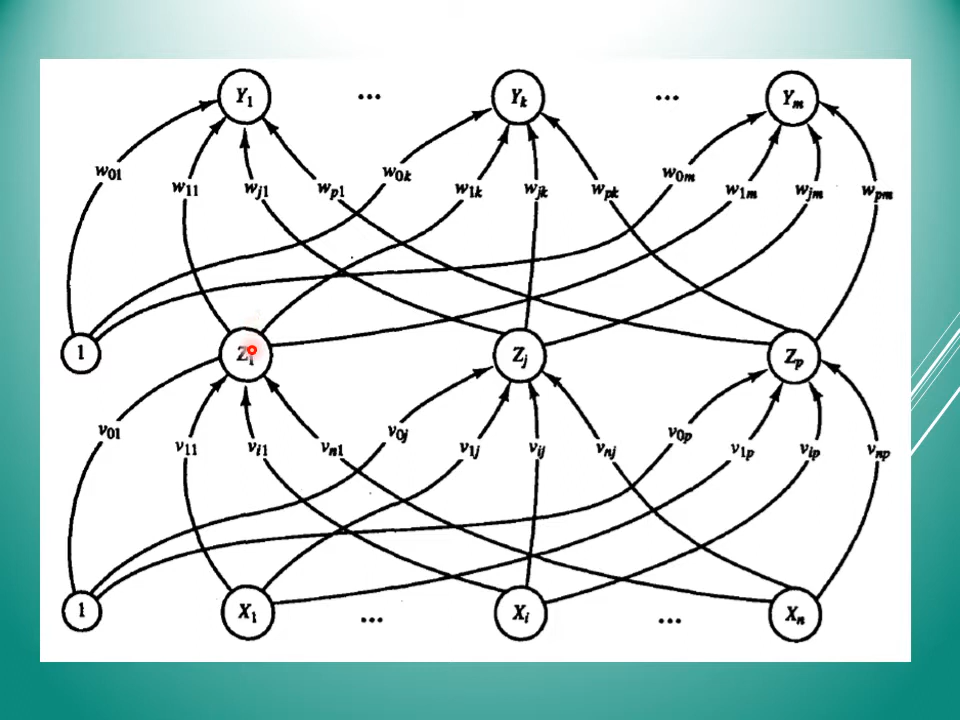 Y1 ... Yk ... Ym
w01 w11 wj1 wp1 w0k w1k wjk wpk w0m w1m wjm wpm
1 Z1 Zj Zp
v01 v11 vi1 vn1 v0j v1j vij vnj v0p v1p vip vnp
1 X1 ... Xi ... Xn